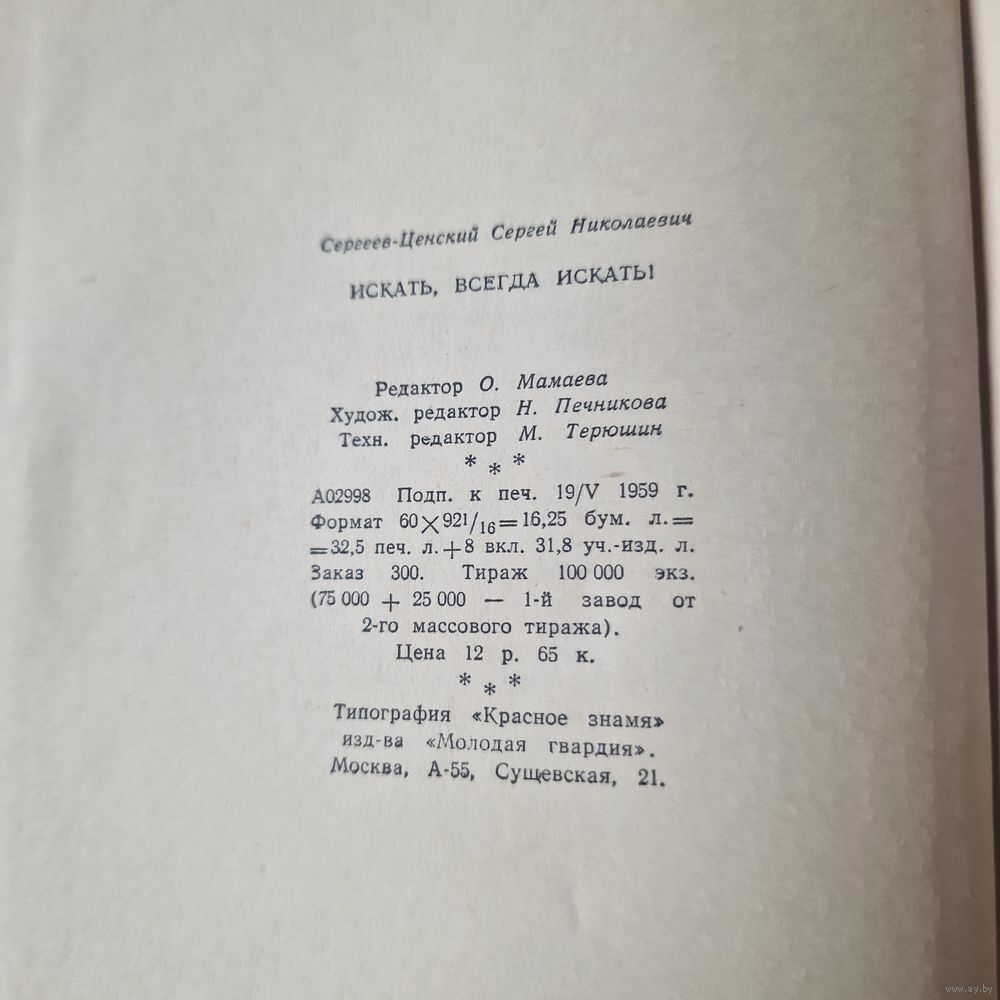 Сергеев-Ценский Сергей Николаевич
ИСКАТЬ, ВСЕГДА ИСКАТЬ!
Редактор О. Мамаева
Худож. редактор Н. Печникова
Техн. редактор М. Терюшин
* * *
А02998 Подп. к печ. 19/V 1959 г.
Формат 60×921/16=16,25 бум. л.=
=32,5 печ. л.+8 вкл. 31,8 уч.-изд. л.
Заказ 300. Тираж 100 000 экз.
(75 000 + 25 000 — 1-й завод от
2-го массового тиража).
Цена 12 р. 65 к.
* * *
Типография «Красное знамя»
изд-ва «Молодая гвардия».
Москва, А-55, Сущевская, 21.
www.ay.by